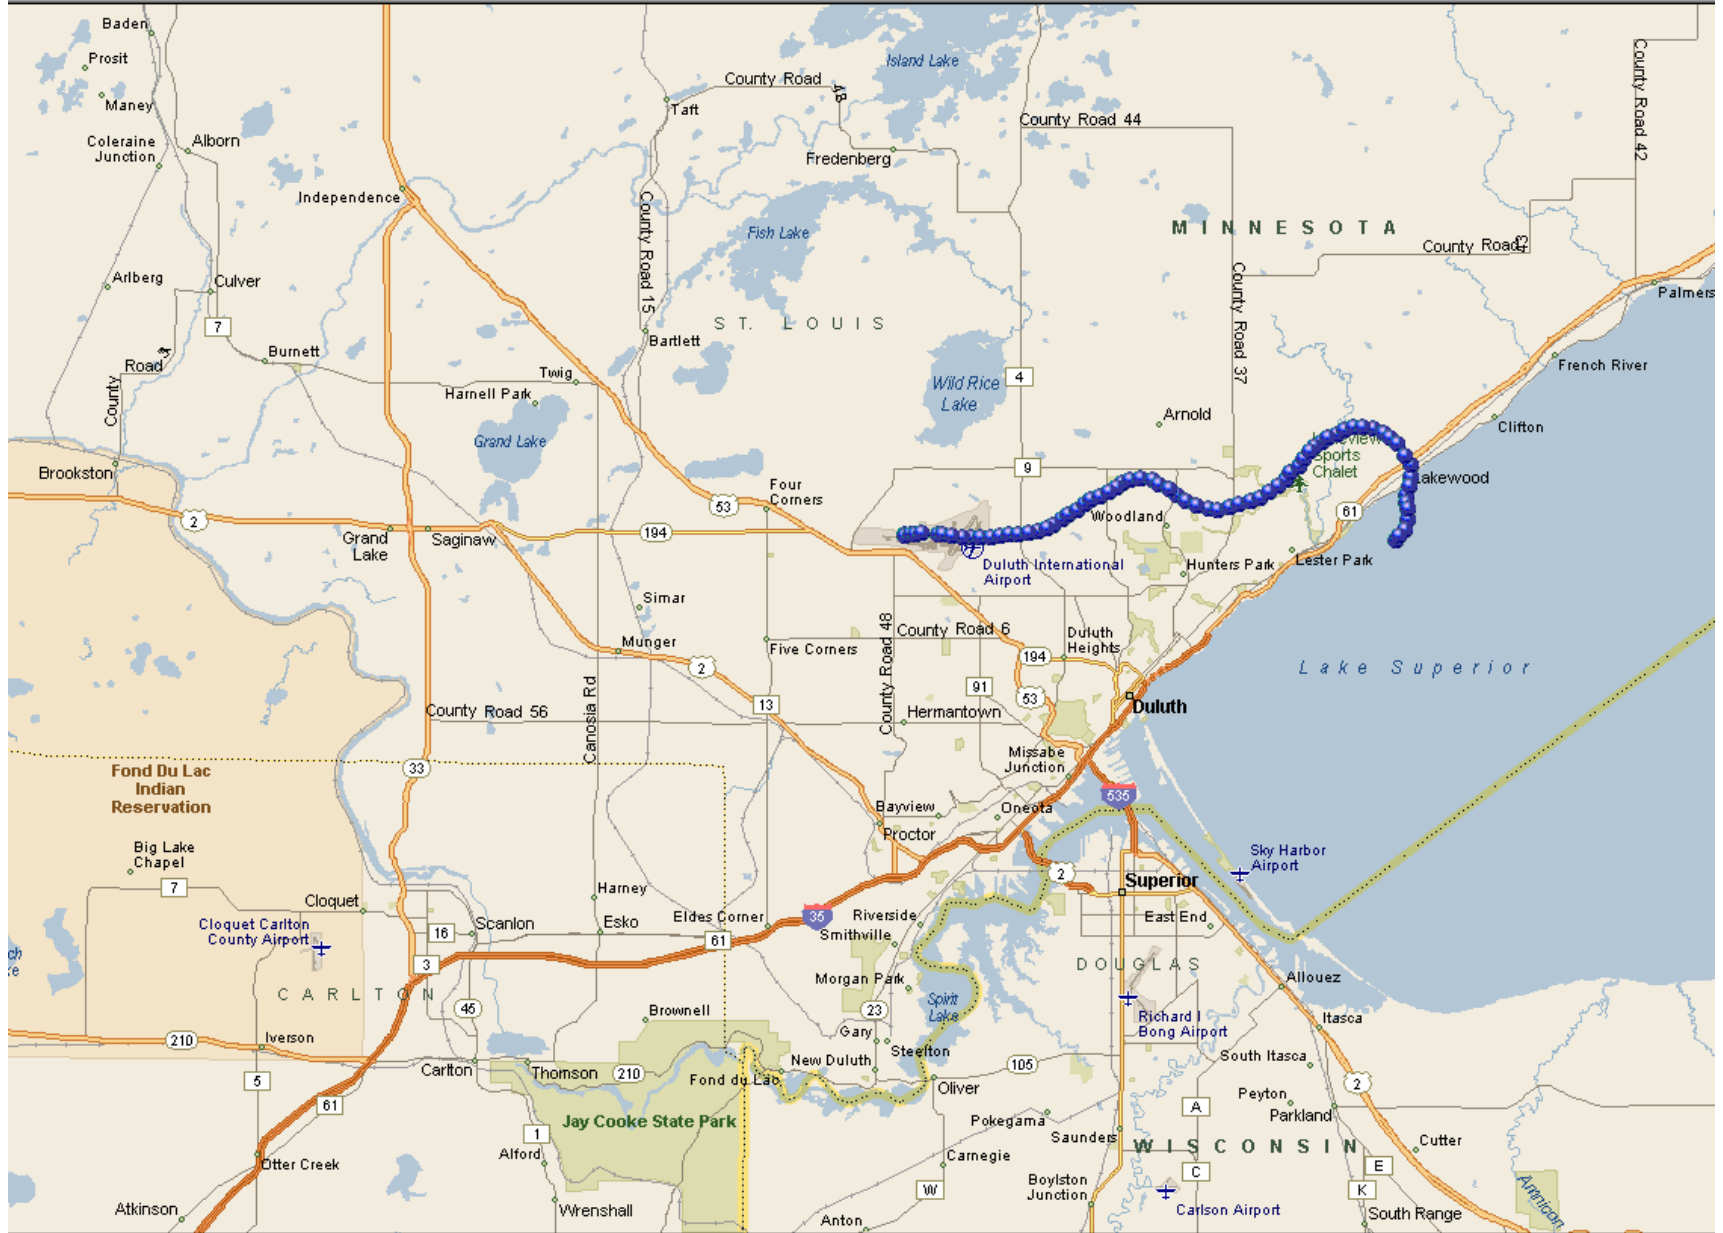 Baden
Prosit
Maney
Coleraine
Junction
Alborn
Independence
Taft
County Road
4B
Island Lake
Fredenberg
County Road 44
County Road 42
MINNESOTA
County Road
43
Fish Lake
County Road 15
Arlberg
Culver
7
Burnett
Road
County
ST. LOUIS
Bartlett
Twig
Harnell Park
Grand Lake
Wild Rice
Lake
4
County Road 37
Arnold
Palmers
French River
Clifton
Sports
Chalet
Brookston
2
Grand
Lake
Saginaw
194
53
Four
Corners
9
Woodland
61
Duluth International
Airport
Hunters Park
Lester Park
Simar
Munger
2
Five Corners
County Road 48
County Road 6
Duluth
Heights
194
91
53
Lake Superior
13
County Road 56
Canosia Rd
Hermantown
Duluth
Missabe
Junction
33
Fond Du Lac
Indian
Reservation
535
Bayview
Oneota
Proctor
Big Lake
Chapel
7
Sky Harbor
Airport
2
Superior
Cloquet
Harney
Cloquet Carlton
County Airport
16
Scanlon
Esko
Eldes Corner
35
Riverside
Smithville
East End
61
3
CARLTON
45
DOUGLAS
Morgan Park
Allouez
Spirit
Lake
Brownell
23
Richard I
Bong Airport
Itasca
210
Iverson
Gary
Steelton
South Itasca
Carlton
Thomson
210
New Duluth
Fond du Lac
105
Oliver
2
5
61
Peyton
Parkland
A
Jay Cooke State Park
Pokegama
Saunders
WISCONSIN
Cutter
1
Alford
Otter Creek
Carnegie
C
E
W
Boylston
Junction
K
Amnicon
Atkinson
Wrenshall
Anton
Carlson Airport
South Range